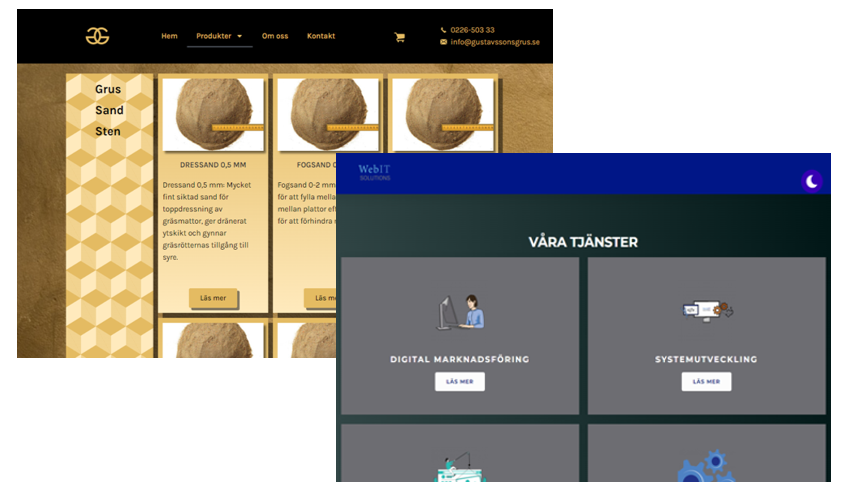 Hem Produkter Om oss Kontakt
0226-503 33
info@gustavssonsgrus.se
Grus
Sand
Sten
DRESSAND 0,5 MM
Dressand 0,5 mm: Mycket
fint siktad sand för
toppdressning av
gräsmattor, ger dränerat
ytskikt och gynnar
gräsrötternas tillgång till
syre.
Läs mer
FOGSAND
Fogsand 0-2 mm
för att fylla mella
mellan plattor ef
för att förhindra
Läs m
WebIT
SOLUTIONS
VÅRA TJÄNSTER
DIGITAL MARKNADSFÖRING
LÄS MER
SYSTEMUTVECKLING
LÄS MER